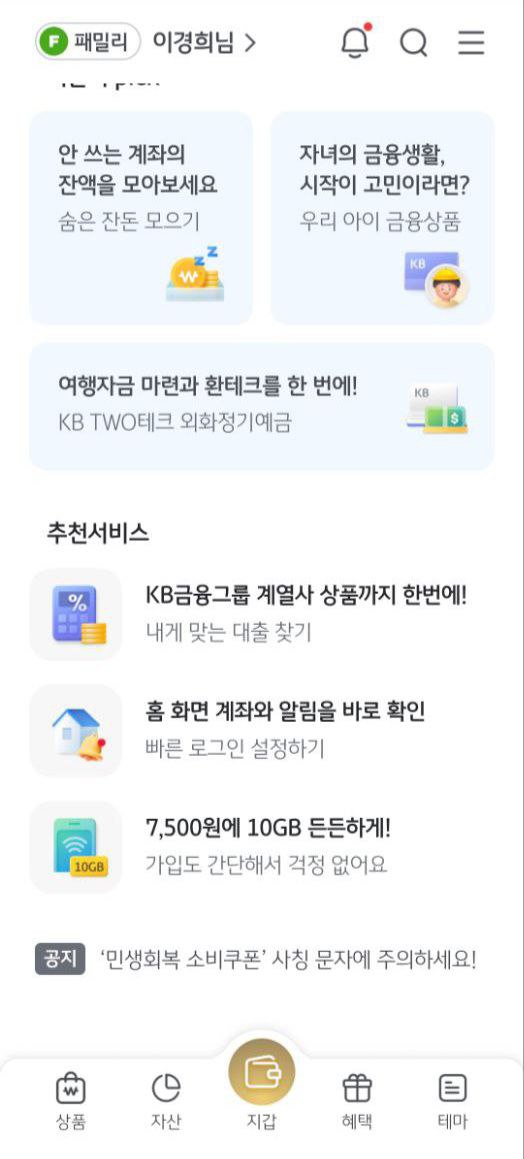 F 패밀리 이경희님 >
안 쓰는 계좌의
잔액을 모아보세요
숨은 잔돈 모으기
자녀의 금융생활,
시작이 고민이라면?
우리 아이 금융상품
KB
여행자금 마련과 환테크를 한 번에!
KB TWO테크 외화정기예금
KB
추천서비스
%
KB금융그룹 계열사 상품까지 한번에!
내게 맞는 대출 찾기
홈 화면 계좌와 알림을 바로 확인
빠른 로그인 설정하기
7,500원에 10GB 든든하게!
가입도 간단해서 걱정 없어요
10GB
공지 ‘민생회복 소비쿠폰’ 사칭 문자에 주의하세요!
상품 자산 지갑 혜택 테마